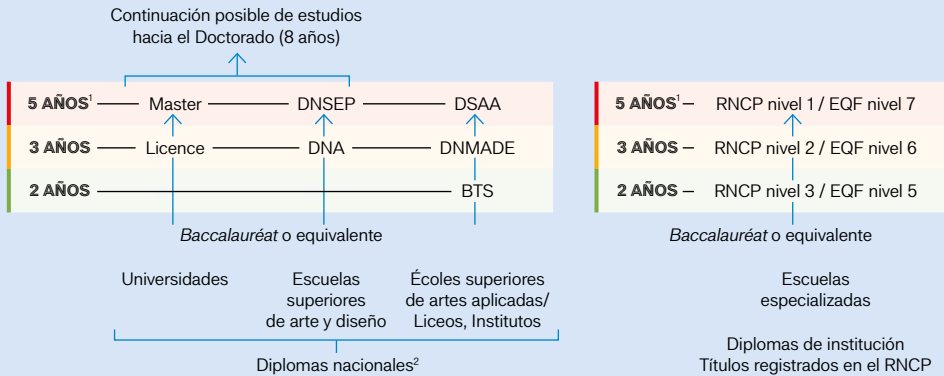 Continuación posible de estudios
hacia el Doctorado (8 años)
5 AÑOS¹ Master DNSEP DSAA
3 AÑOS Licence DNA DNMADE
2 AÑOS BTS
Baccalauréat o equivalente
Universidades
Escuelas
superiores
de arte y diseño
Écoles superiores
de artes aplicadas/
Liceos, Institutos
Diplomas nacionales²
5 AÑOS¹ RNCP nivel 1 / EQF nivel 7
3 AÑOS RNCP nivel 2 / EQF nivel 6
2 AÑOS RNCP nivel 3 / EQF nivel 5
Baccalauréat o equivalente
Escuelas
especializadas
Diplomas de institución
Títulos registrados en el RNCP